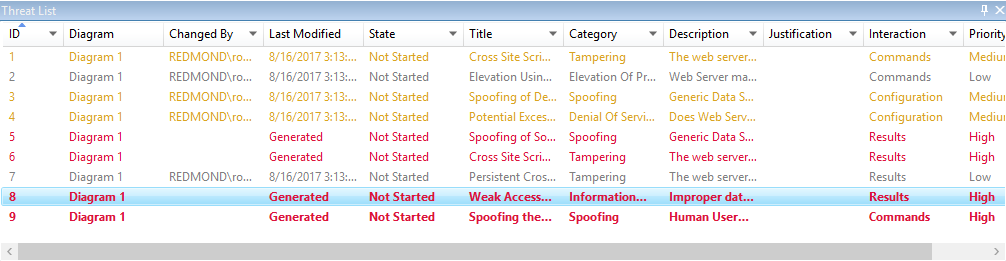 Threat List
ID Diagram Changed By Last Modified State Title Category Description Justification Interaction Priority
1 Diagram 1 REDMOND\ro... 8/16/2017 3:13:... Not Started Cross Site Scri... Tampering The web server... Commands Medium
2 Diagram 1 REDMOND\ro... 8/16/2017 3:13:... Not Started Elevation Usin... Elevation Of Pr... Web Server ma... Commands Low
3 Diagram 1 REDMOND\ro... 8/16/2017 3:13:... Not Started Spoofing of De... Spoofing Generic Data S... Configuration Medium
4 Diagram 1 REDMOND\ro... 8/16/2017 3:13:... Not Started Potential Exces... Denial Of Servi... Does Web Serv... Configuration Medium
5 Diagram 1 Generated Not Started Spoofing of So... Spoofing Generic Data S... Results High
6 Diagram 1 Generated Not Started Cross Site Scri... Tampering The web server... Results High
7 Diagram 1 REDMOND\ro... 8/16/2017 3:13:... Not Started Persistent Cros... Tampering The web server... Results Low
8 Diagram 1 Generated Not Started Weak Access... Information... Improper dat... Results High
9 Diagram 1 Generated Not Started Spoofing the... Spoofing Human User... Commands High